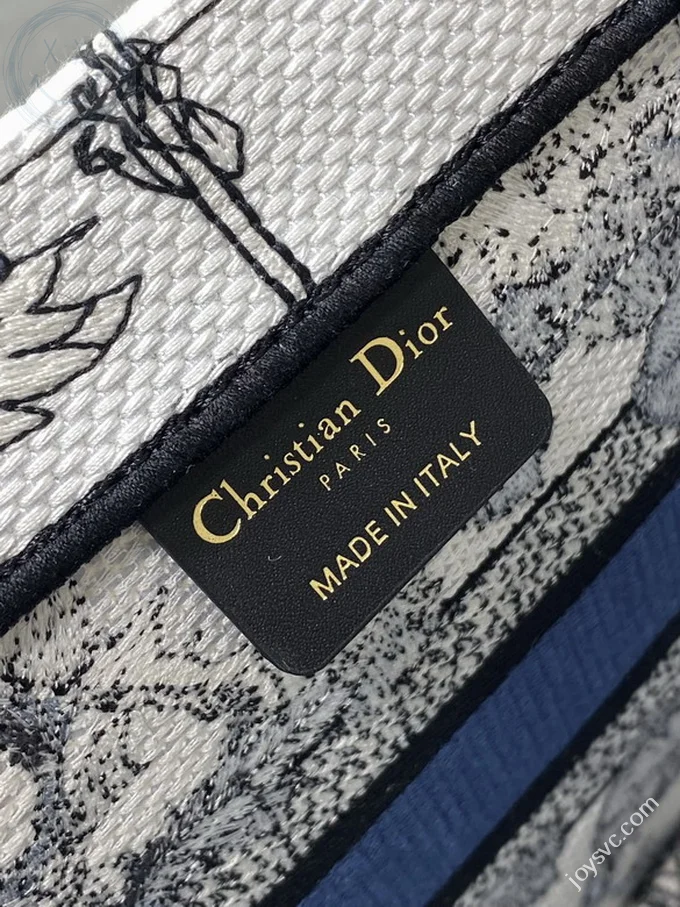 Christian Dior
PARIS
MADE IN ITALY
joysvc.com